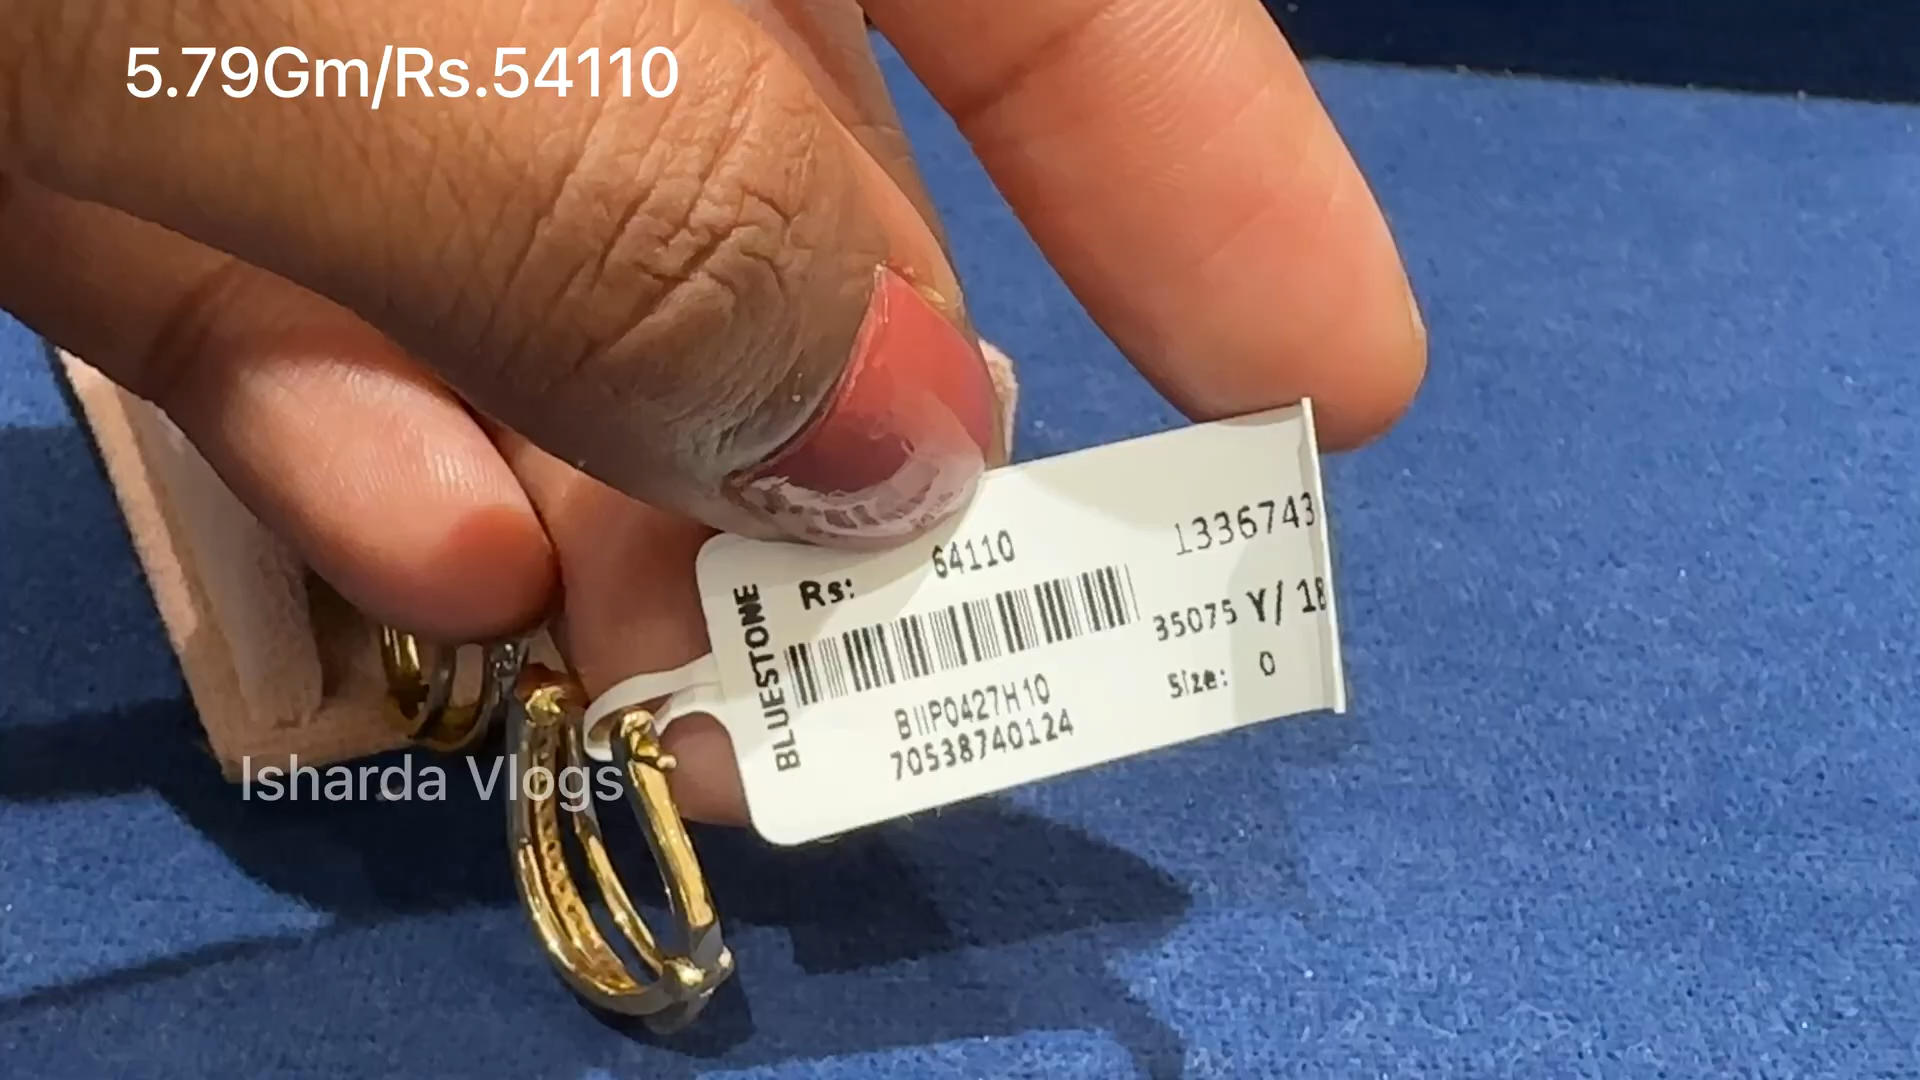 5.79Gm/Rs.54110
BLUESTONE
Rs: 64110
1336743
35075 Y/ 18
Size: 0
BIIP0427H10
70538740124
Isharda Vlogs